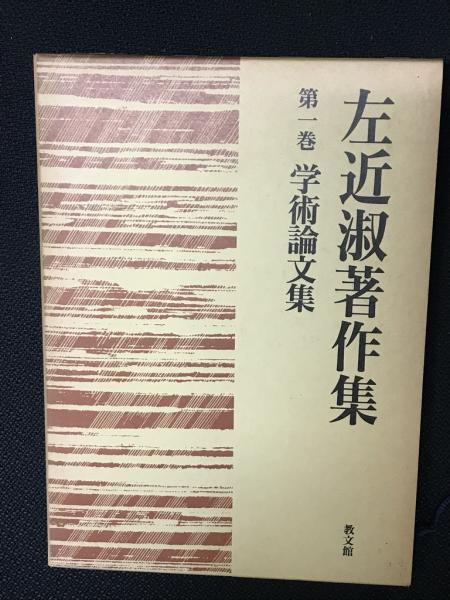 左近淑著作集
第一巻 学術論文集
教文館